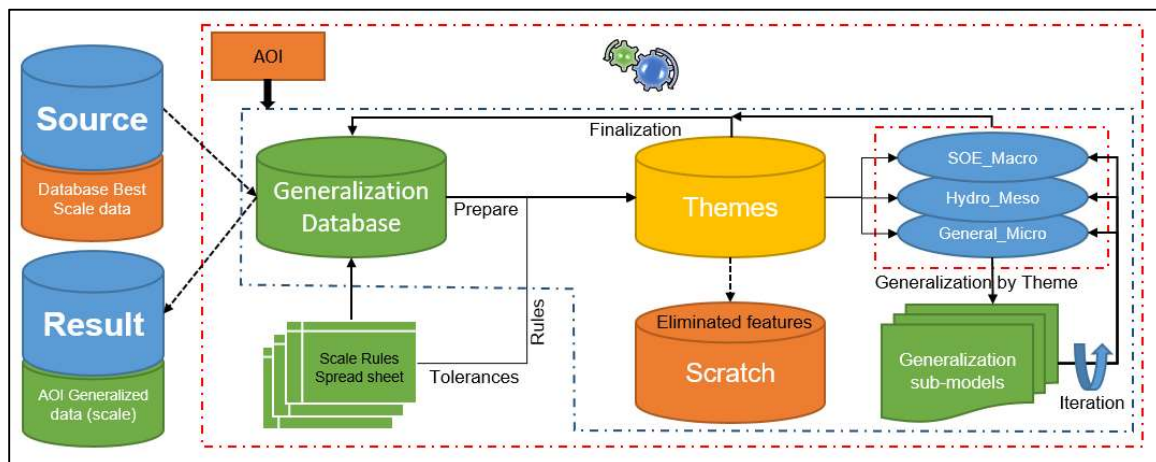 AOI
Source
Database Best
Scale data
Result
AOI Generalized
data (scale)
Generalization
Database
Finalization
Prepare
Rules
Tolerances
Scale Rules
Spread sheet
Themes
Eliminated features
Scratch
SOE_Macro
Hydro_Meso
General_Micro
Generalization by Theme
Generalization
sub-models
Iteration